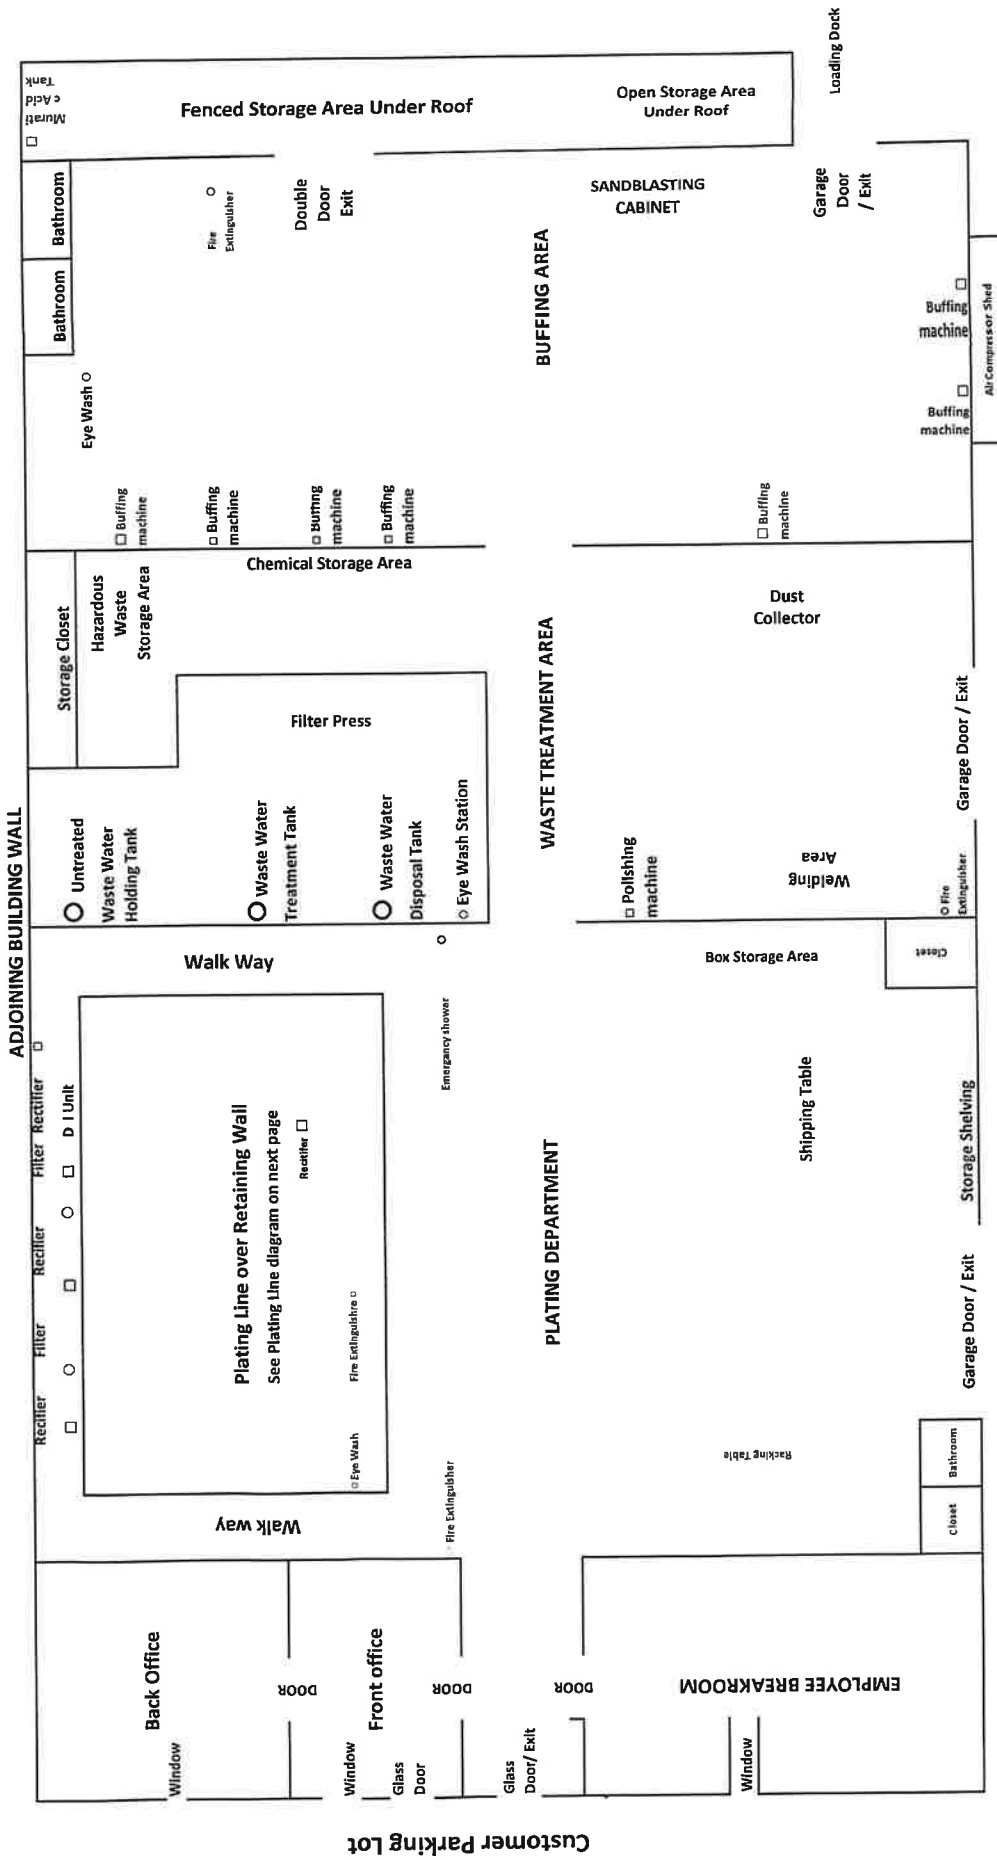 ADJOINING BUILDING WALL
Murati
c Acid
Tank
Fenced Storage Area Under Roof
Open Storage Area
Under Roof
Loading Dock
Bathroom
Bathroom
Fire
Extinguisher
Double
Door
Exit
SANDBLASTING
CABINET
Garage
Door
/ Exit
Eye Wash
BUFFING AREA
Buffing
machine
Buffing
machine
Air Compressor Shed
Buffing
machine
Buffing
machine
Buffing
machine
Buffing
machine
Buffing
machine
Storage Closet
Hazardous
Waste
Storage Area
Chemical Storage Area
Dust
Collector
Filter Press
WASTE TREATMENT AREA
Garage Door / Exit
Untreated
Waste Water
Holding Tank
Waste Water
Treatment Tank
Waste Water
Disposal Tank
Eye Wash Station
Polishing
machine
Welding
Area
Fire
Extinguisher
Walk Way
Box Storage Area
Closet
Emergancy showar
Rectifier
Filter
Rectifier
Filter
Rectifier
D I Unit
Plating Line over Retaining Wall
See Plating Line diagram on next page
Rectifer
Eye Wash
Fire Extinguishre
PLATING DEPARTMENT
Shipping Table
Storage Shelving
Garage Door / Exit
Walk way
Fire Extinguisher
Racking Table
Closet
Bathroom
Back Office
Window
DOOR
Front office
Window
Glass
Door
DOOR
Glass
Door/ Exit
DOOR
EMPLOYEE BREAKROOM
Window
Customer Parking Lot